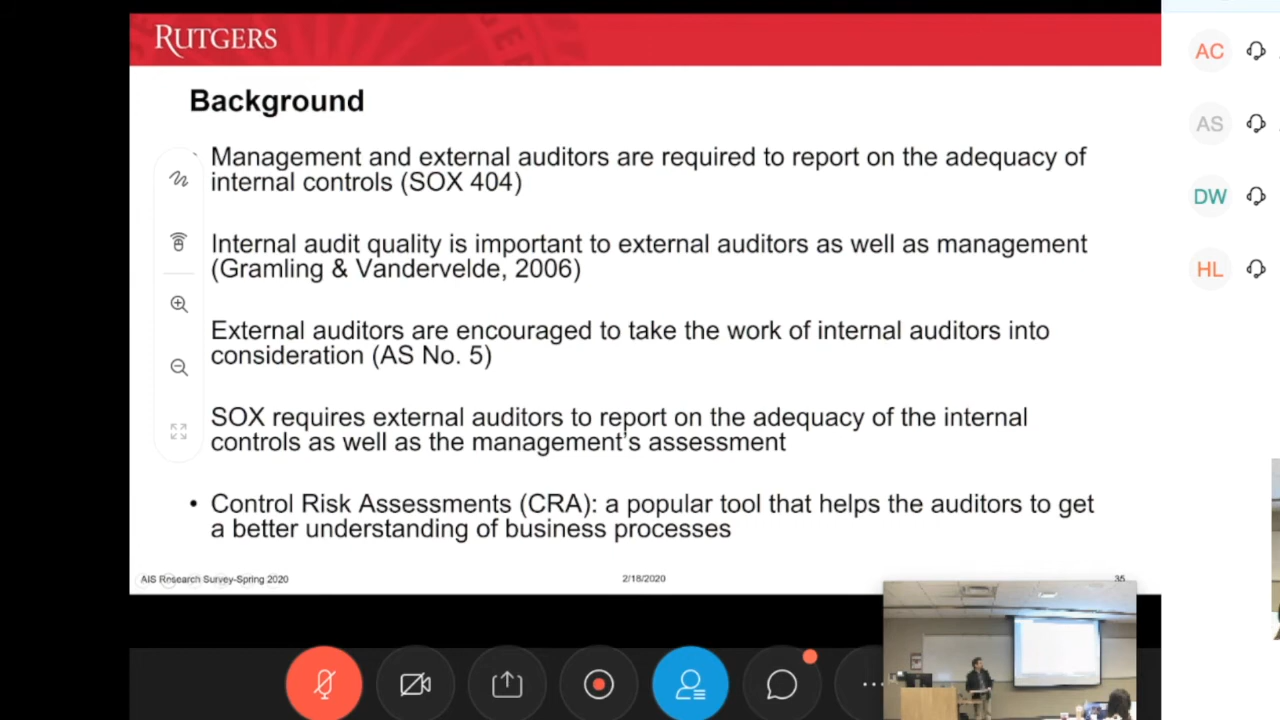 RUTGERS
Background
Management and external auditors are required to report on the adequacy of
internal controls (SOX 404)
Internal audit quality is important to external auditors as well as management
(Gramling & Vandervelde, 2006)
External auditors are encouraged to take the work of internal auditors into
consideration (AS No. 5)
SOX requires external auditors to report on the adequacy of the internal
controls as well as the management's assessment
• Control Risk Assessments (CRA): a popular tool that helps the auditors to get
a better understanding of business processes
AIS Research Survey-Spring 2020
2/18/2020
35
AC
AS
DW
HL